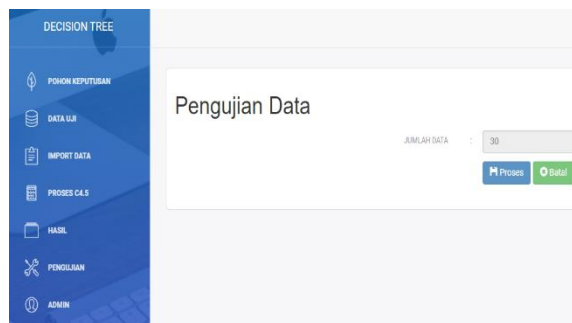 DECISION TREE
POHON KEPUTUSAN
DATA UJI
IMPORT DATA
PROSES C4.5
HASIL
PENGUJIAN
ADMIN
Pengujian Data
JUMLAH DATA : 30
Proses Batal